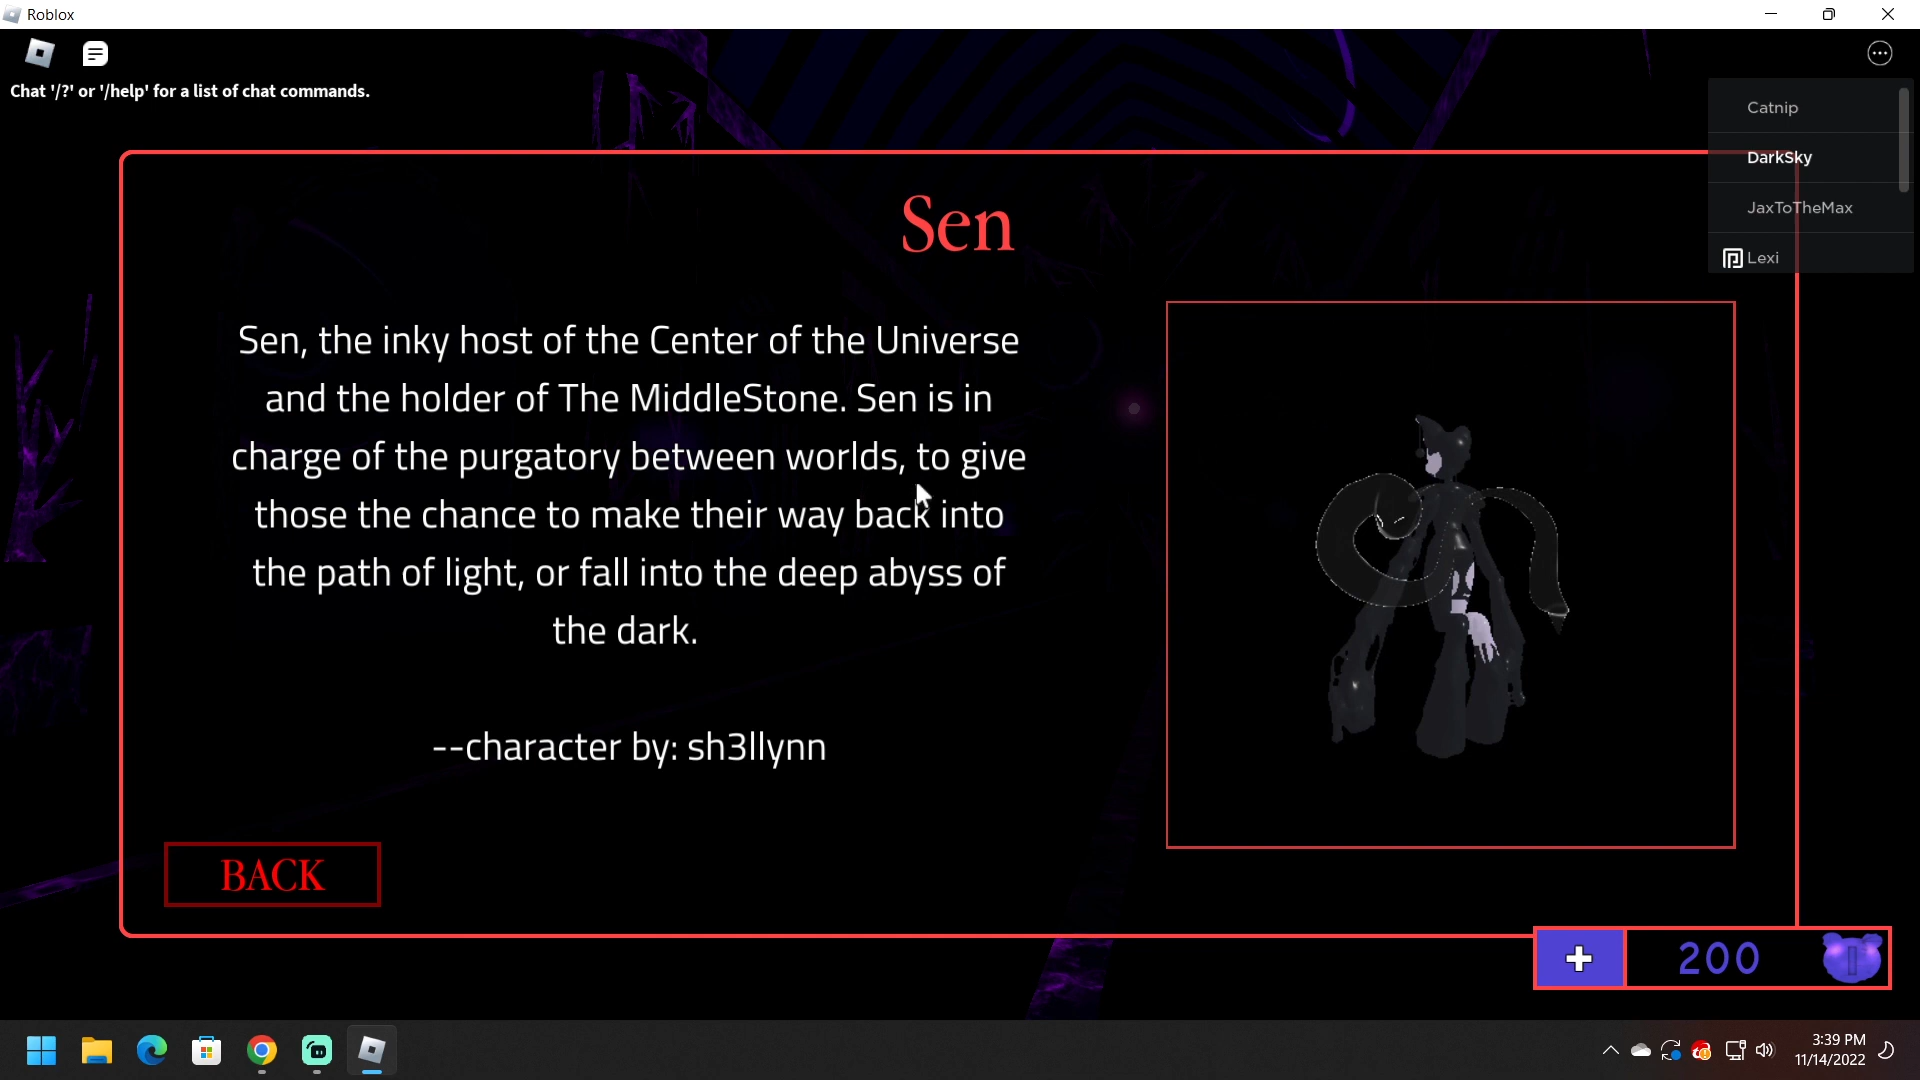 Roblox
Chat '/?' or '/help' for a list of chat commands.
Catnip
DarkSky
JaxToTheMax
Lexi
Sen
Sen, the inky host of the Center of the Universe
and the holder of The MiddleStone. Sen is in
charge of the purgatory between worlds, to give
those the chance to make their way back into
the path of light, or fall into the deep abyss of
the dark.
--character by: sh3llynn
BACK
200
3:39 PM
11/14/2022